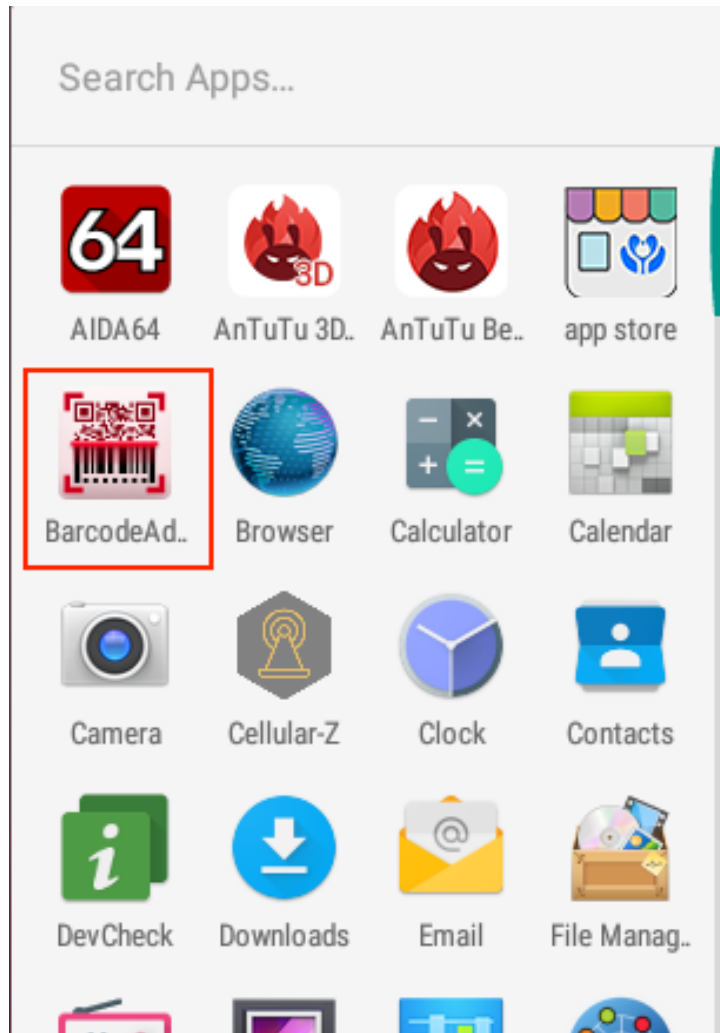 Search Apps...
64
3D
AIDA64
AnTuTu 3D..
AnTuTu Be..
app store
BarcodeAd..
Browser
Calculator
Calendar
Camera
Cellular-Z
Clock
Contacts
i
@
DevCheck
Downloads
Email
File Manag..